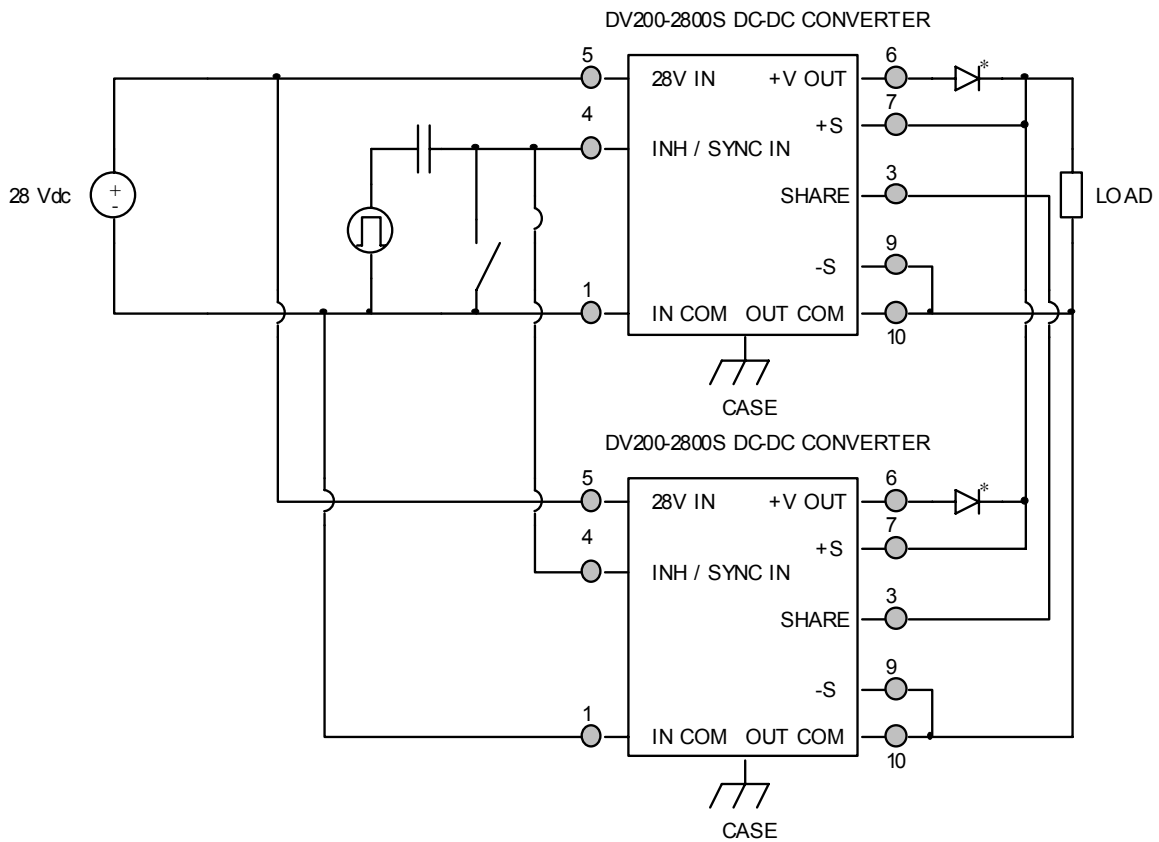 DV200-2800S DC-DC CONVERTER
5
28V IN
+V OUT
6
*
7
+S
4
INH / SYNC IN
28 Vdc
+
-
3
SHARE
LOAD
9
-S
1
IN COM
OUT COM
10
CASE
DV200-2800S DC-DC CONVERTER
5
28V IN
+V OUT
6
*
7
+S
4
INH / SYNC IN
3
SHARE
9
-S
1
IN COM
OUT COM
10
CASE